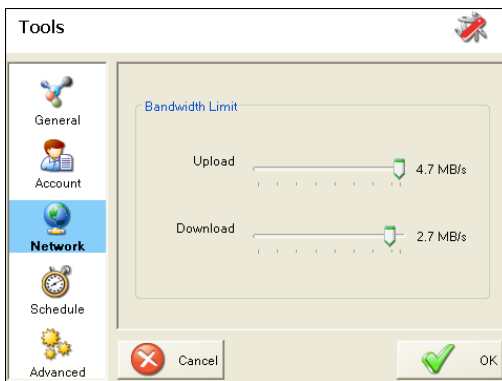 Tools
General
Account
Network
Schedule
Advanced
Bandwidth Limit
Upload 4.7 MB/s
Download 2.7 MB/s
Cancel OK